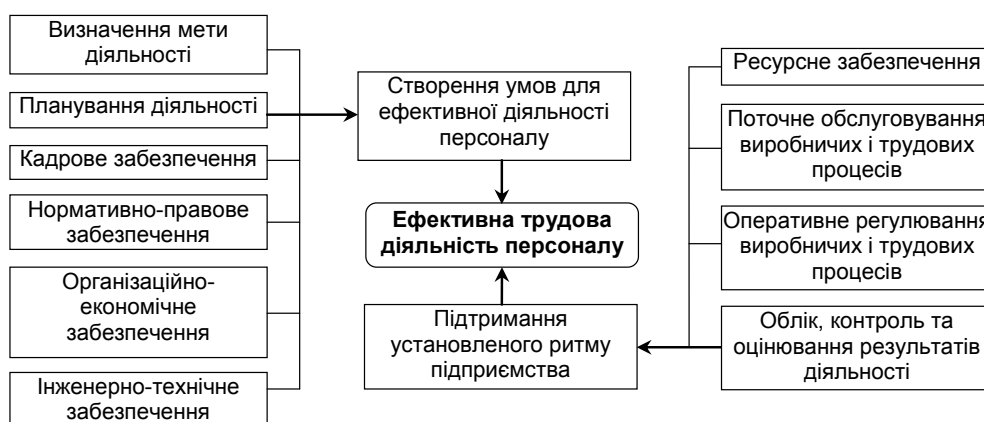 Визначення мети
діяльності
Планування діяльності
Кадрове забезпечення
Нормативно-правове
забезпечення
Організаційно-
економічне
забезпечення
Інженерно-технічне
забезпечення
Створення умов для
ефективної діяльності
персоналу
Ефективна трудова
діяльність персоналу
Підтримання
установленого ритму
підприємства
Ресурсне забезпечення
Поточне обслуговування
виробничих і трудових
процесів
Оперативне регулювання
виробничих і трудових
процесів
Облік, контроль та
оцінювання результатів
діяльності